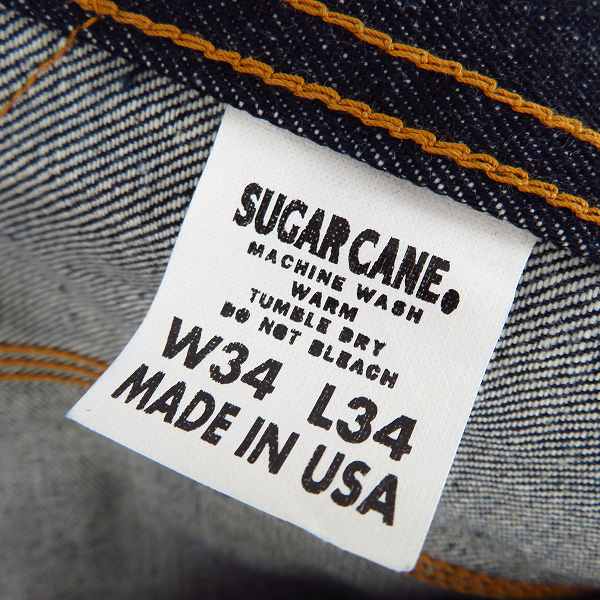 SUGAR CANE.
MACHINE WASH
WARM
TUMBLE DRY
DO NOT BLEACH
W34 L34
MADE IN USA